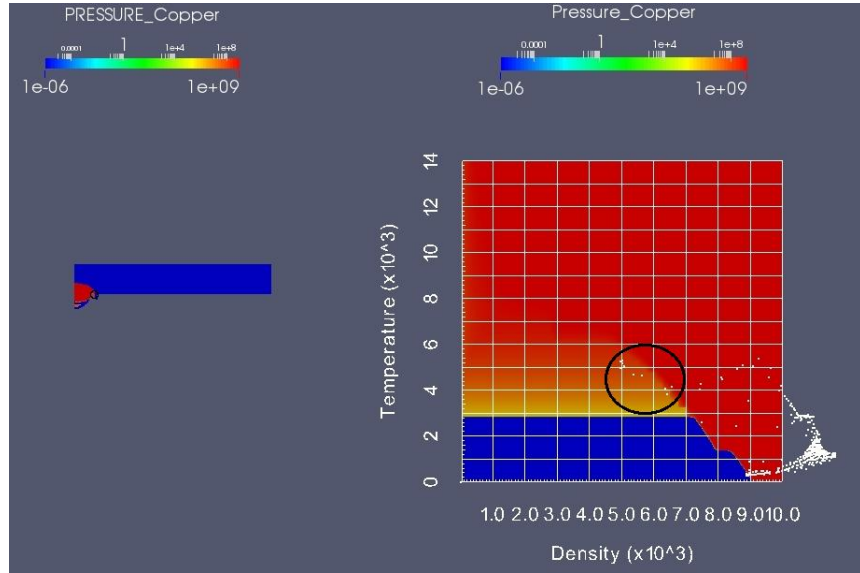 PRESSURE_Copper
0.0001 1 1e+4 1e+8
1e-06 1e+09
Pressure_Copper
0.0001 1 1e+4 1e+8
1e-06 1e+09
Temperature (x10^3)
14
12
10
8
6
4
2
0
1.0 2.0 3.0 4.0 5.0 6.0 7.0 8.0 9.0 10.0
Density (x10^3)